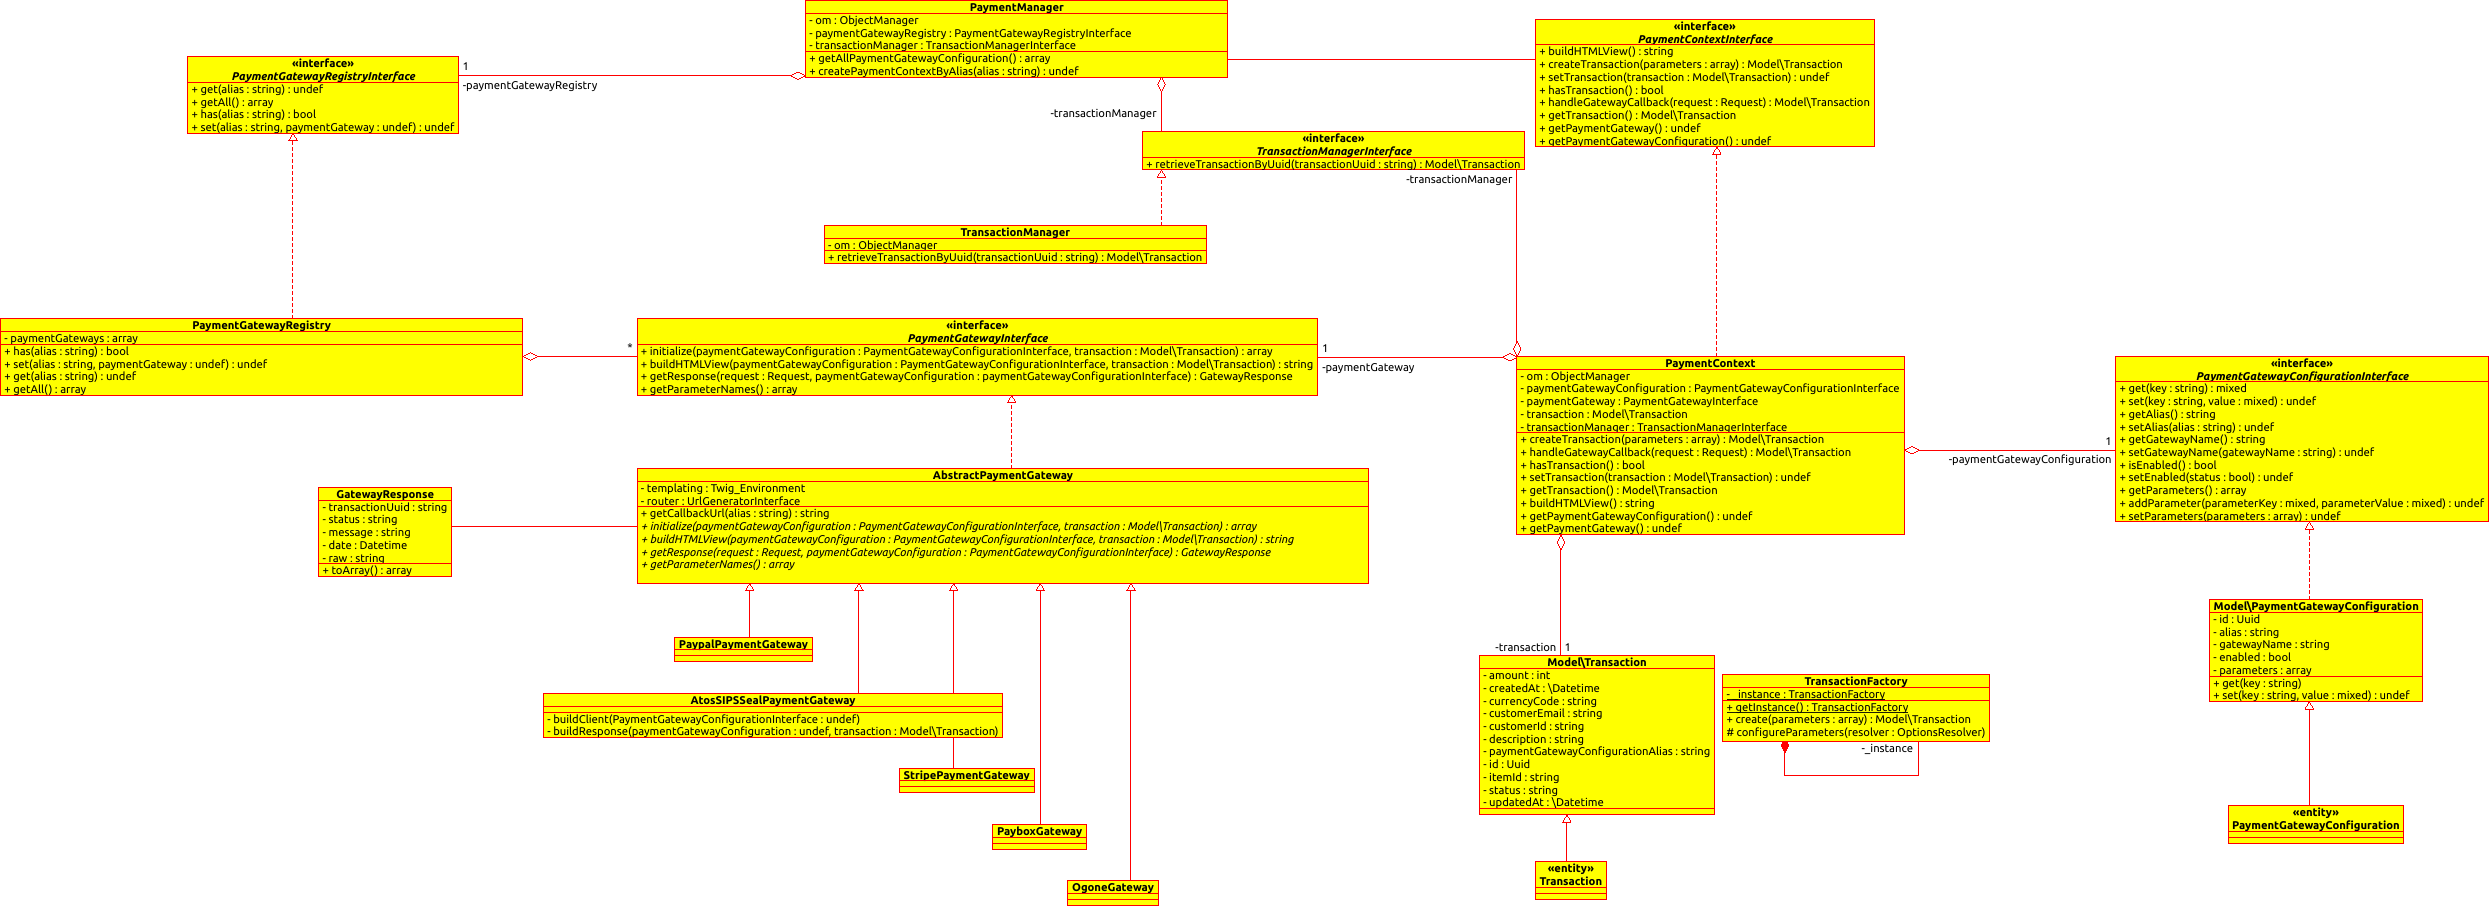 PaymentManager
- om : ObjectManager
- paymentGatewayRegistry : PaymentGatewayRegistryInterface
- transactionManager : TransactionManagerInterface
+ getAllPaymentGatewayConfiguration() : array
+ createPaymentContextByAlias(alias : string) : undef
«interface»
PaymentContextInterface
+ buildHTMLView() : string
+ createTransaction(parameters : array) : Model\Transaction
+ setTransaction(transaction : Model\Transaction) : undef
+ hasTransaction() : bool
+ handleGatewayCallback(request : Request) : Model\Transaction
+ getTransaction() : Model\Transaction
+ getPaymentGateway() : undef
+ getPaymentGatewayConfiguration() : undef
«interface»
PaymentGatewayRegistryInterface
+ get(alias : string) : undef
+ getAll() : array
+ has(alias : string) : bool
+ set(alias : string, paymentGateway : undef) : undef
1
-paymentGatewayRegistry
-transactionManager
«interface»
TransactionManagerInterface
+ retrieveTransactionByUuid(transactionUuid : string) : Model\Transaction
-transactionManager
TransactionManager
- om : ObjectManager
+ retrieveTransactionByUuid(transactionUuid : string) : Model\Transaction
PaymentGatewayRegistry
- paymentGateways : array
+ has(alias : string) : bool
+ set(alias : string, paymentGateway : undef) : undef
+ get(alias : string) : undef
+ getAll() : array
*
«interface»
PaymentGatewayInterface
+ initialize(paymentGatewayConfiguration : PaymentGatewayConfigurationInterface, transaction : Model\Transaction) : array
+ buildHTMLView(paymentGatewayConfiguration : PaymentGatewayConfigurationInterface, transaction : Model\Transaction) : string
+ getResponse(request : Request, paymentGatewayConfiguration : paymentGatewayConfigurationInterface) : GatewayResponse
+ getParameterNames() : array
1
-paymentGateway
PaymentContext
- om : ObjectManager
- paymentGatewayConfiguration : PaymentGatewayConfigurationInterface
- paymentGateway : PaymentGatewayInterface
- transaction : Model\Transaction
- transactionManager : TransactionManagerInterface
+ createTransaction(parameters : array) : Model\Transaction
+ handleGatewayCallback(request : Request) : Model\Transaction
+ hasTransaction() : bool
+ setTransaction(transaction : Model\Transaction) : undef
+ getTransaction() : Model\Transaction
+ buildHTMLView() : string
+ getPaymentGatewayConfiguration() : undef
+ getPaymentGateway() : undef
1
-paymentGatewayConfiguration
«interface»
PaymentGatewayConfigurationInterface
+ get(key : string) : mixed
+ set(key : string, value : mixed) : undef
+ getAlias() : string
+ setAlias(alias : string) : undef
+ getGatewayName() : string
+ setGatewayName(gatewayName : string) : undef
+ isEnabled() : bool
+ setEnabled(status : bool) : undef
+ getParameters() : array
+ addParameter(parameterKey : mixed, parameterValue : mixed) : undef
+ setParameters(parameters : array) : undef
AbstractPaymentGateway
- templating : Twig_Environment
- router : UrlGeneratorInterface
+ getCallbackUrl(alias : string) : string
+ initialize(paymentGatewayConfiguration : PaymentGatewayConfigurationInterface, transaction : Model\Transaction) : array
+ buildHTMLView(paymentGatewayConfiguration : PaymentGatewayConfigurationInterface, transaction : Model\Transaction) : string
+ getResponse(request : Request, paymentGatewayConfiguration : PaymentGatewayConfigurationInterface) : GatewayResponse
+ getParameterNames() : array
GatewayResponse
- transactionUuid : string
- status : string
- message : string
- date : Datetime
- raw : string
+ toArray() : array
PaypalPaymentGateway
AtosSIPSSealPaymentGateway
- buildClient(PaymentGatewayConfigurationInterface : undef)
- buildResponse(paymentGatewayConfiguration : undef, transaction : Model\Transaction)
StripePaymentGateway
PayboxGateway
OgoneGateway
-transaction
1
Model\Transaction
- amount : int
- createdAt : \Datetime
- currencyCode : string
- customerEmail : string
- customerId : string
- description : string
- paymentGatewayConfigurationAlias : string
- id : Uuid
- itemId : string
- status : string
- updatedAt : \Datetime
TransactionFactory
- _instance : TransactionFactory
+ getInstance() : TransactionFactory
+ create(parameters : array) : Model\Transaction
# configureParameters(resolver : OptionsResolver)
-_instance
«entity»
Transaction
Model\PaymentGatewayConfiguration
- id : Uuid
- alias : string
- gatewayName : string
- enabled : bool
- parameters : array
+ get(key : string)
+ set(key : string, value : mixed) : undef
«entity»
PaymentGatewayConfiguration